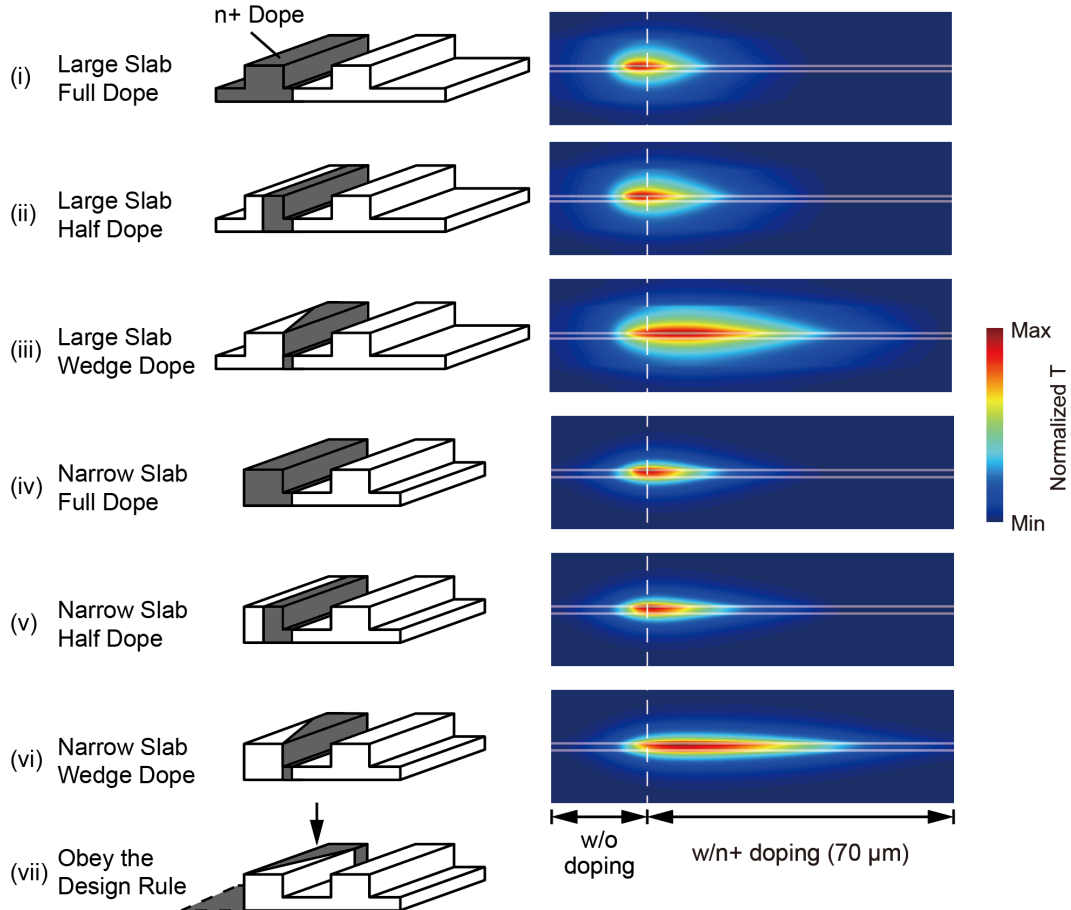 n+ Dope
(i) Large Slab
Full Dope
(ii) Large Slab
Half Dope
(iii) Large Slab
Wedge Dope
(iv) Narrow Slab
Full Dope
(v) Narrow Slab
Half Dope
(vi) Narrow Slab
Wedge Dope
(vii) Obey the
Design Rule
Max
Normalized T
Min
w/o
doping
w/n+ doping (70 μm)